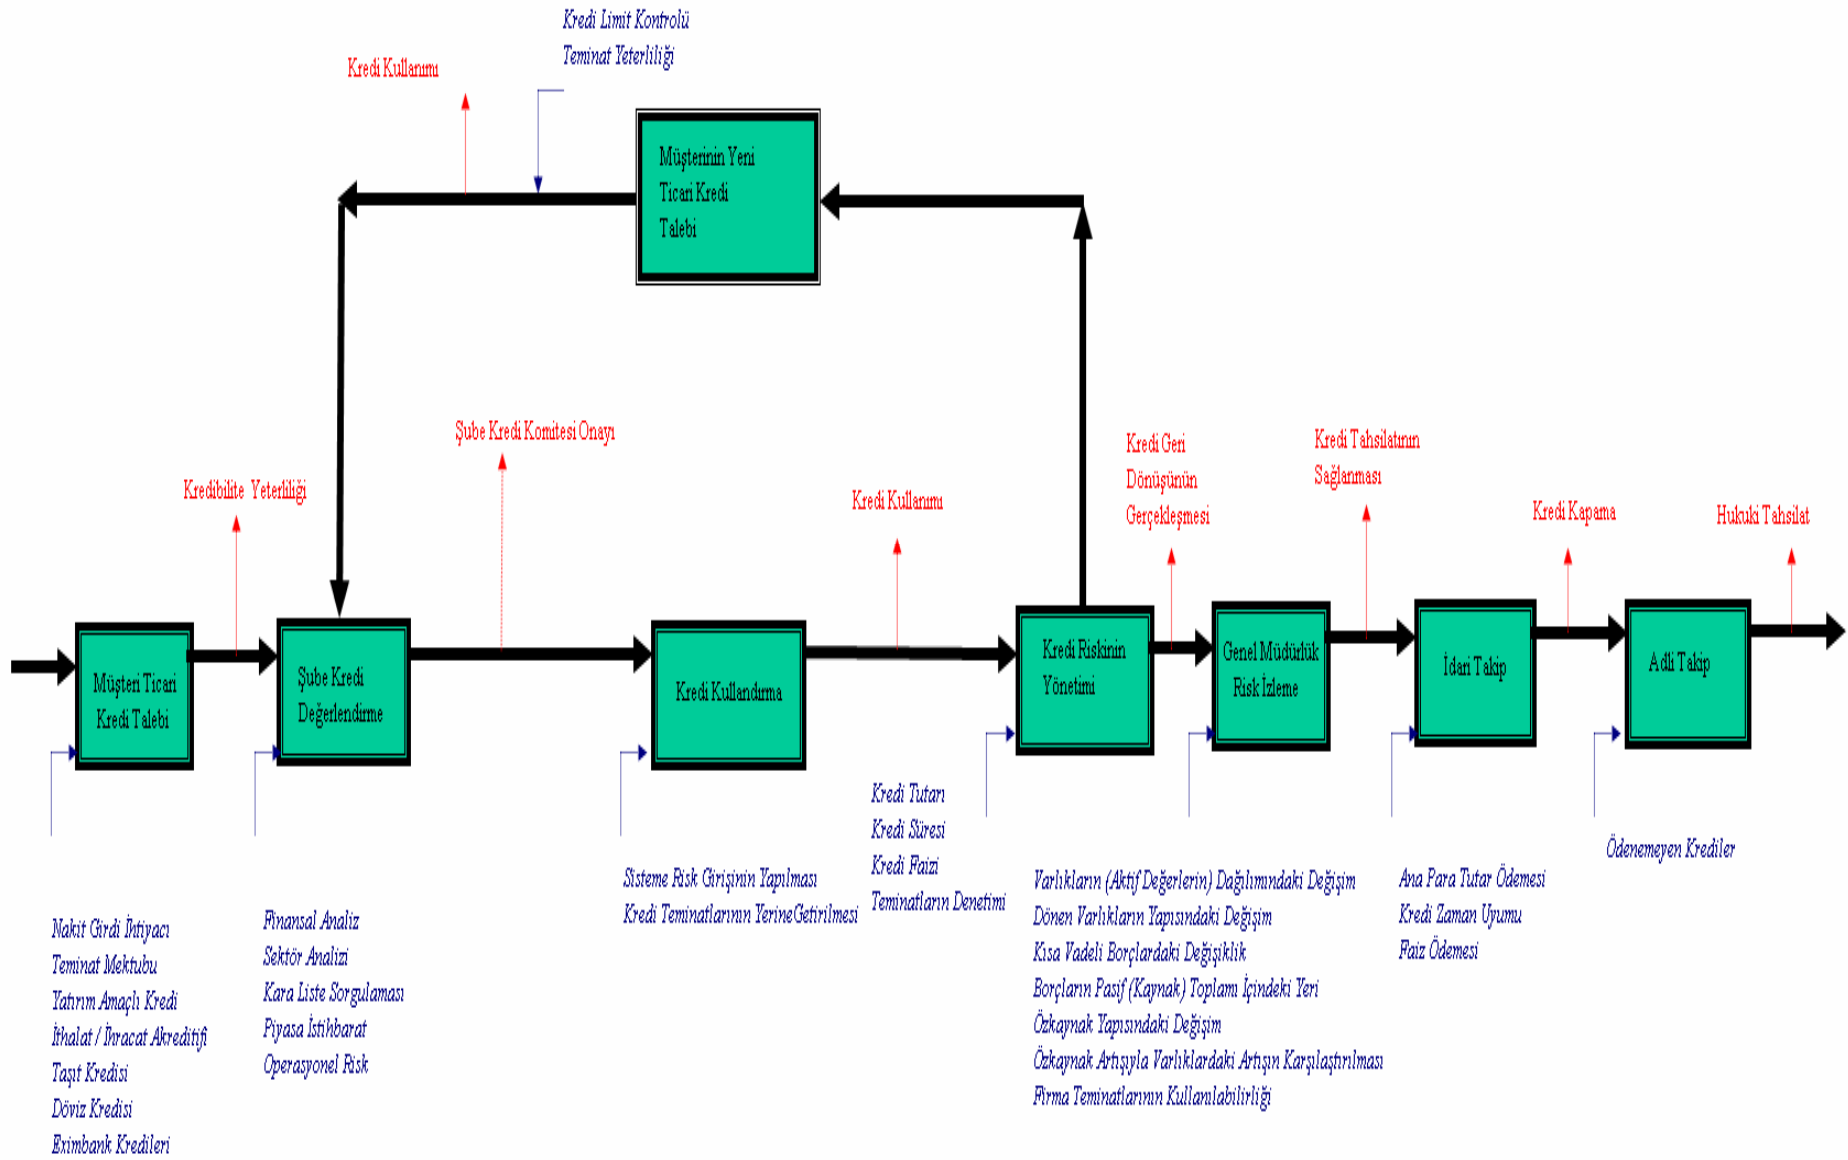 Kredi Limit Kontrolü
Teminat Yeterliliği
Kredi Kullanımı
Müşterinin Yeni
Ticari Kredi
Talebi
Şube Kredi Komitesi Onayı
Kredibilite Yeterliliği
Kredi Kullanımı
Kredi Geri
Dönüşünün
Gerçekleşmesi
Kredi Tahsilatının
Sağlanması
Kredi Kapama
Hukuki Tahsilat
Müşteri Ticari
Kredi Talebi
Şube Kredi
Değerlendirme
Kredi Kullandırma
Kredi Riskinin
Yönetimi
Genel Müdürlük
Risk İzleme
İdari Takip
Adli Takip
Nakit Girdi İhtiyacı
Teminat Mektubu
Yatırım Amaçlı Kredi
İthalat / İhracat Akreditifi
Taşıt Kredisi
Döviz Kredisi
Eximbank Kredileri
Finansal Analiz
Sektör Analizi
Kara Liste Sorgulaması
Piyasa İstihbarat
Operasyonel Risk
Sisteme Risk Girişinin Yapılması
Kredi Teminatlarının YerineGetirilmesi
Kredi Tutarı
Kredi Süresi
Kredi Faizi
Teminatların Denetimi
Varlıkların (Aktif Değerlerin) Dağılımındaki Değişim
Dönen Varlıkların Yapısındaki Değişim
Kısa Vadeli Borçlardaki Değişiklik
Borçların Pasif (Kaynak) Toplamı İçindeki Yeri
Özkaynak Yapısındaki Değişim
Özkaynak Artışıyla Varlıklardaki Artışın Karşılaştırılması
Firma Teminatlarının Kullanılabilirliği
Ana Para Tutar Ödemesi
Kredi Zaman Uyumu
Faiz Ödemesi
Ödenemeyen Krediler